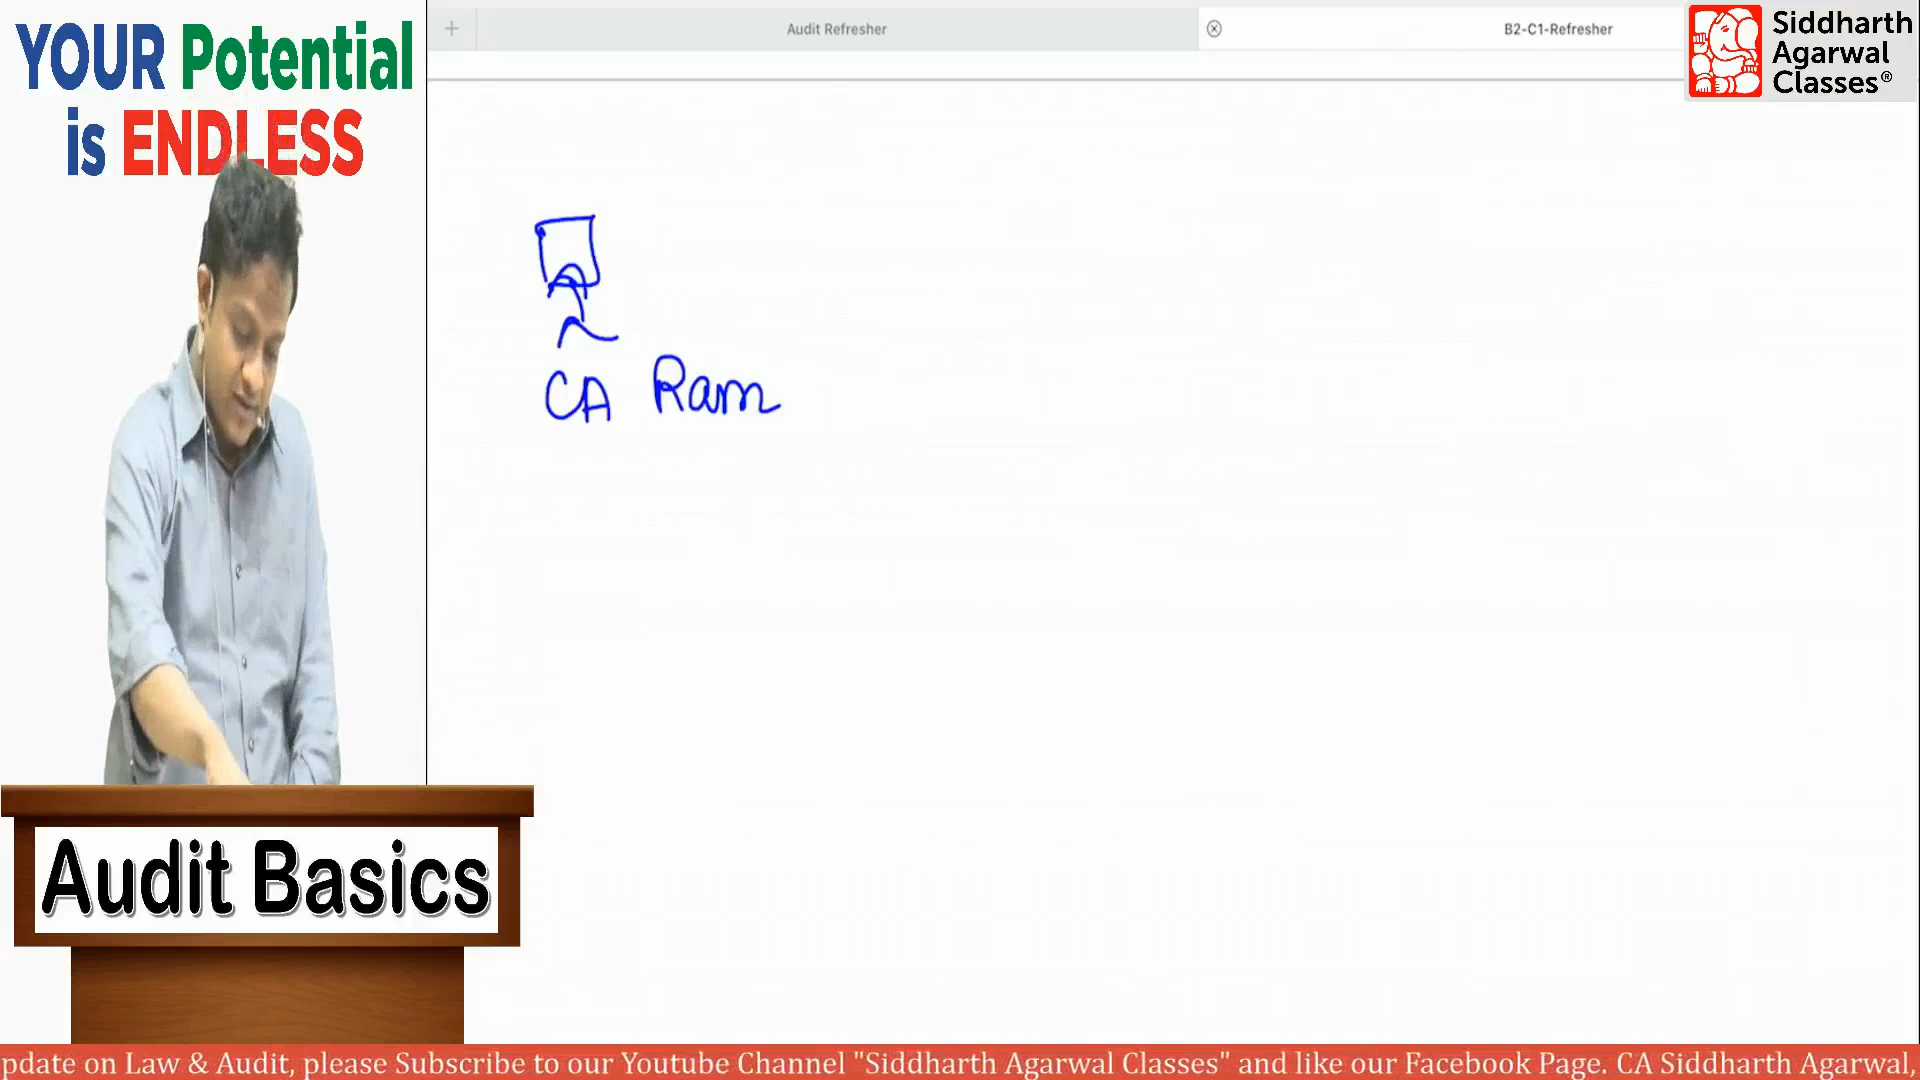 YOUR Potential
is ENDLESS
Audit Refresher
B2-C1-Refresher
Siddharth
Agarwal
Classes®
CA Ram
Audit Basics
pdate on Law & Audit, please Subscribe to our Youtube Channel "Siddharth Agarwal Classes" and like our Facebook Page. CA Siddharth Agarwal,